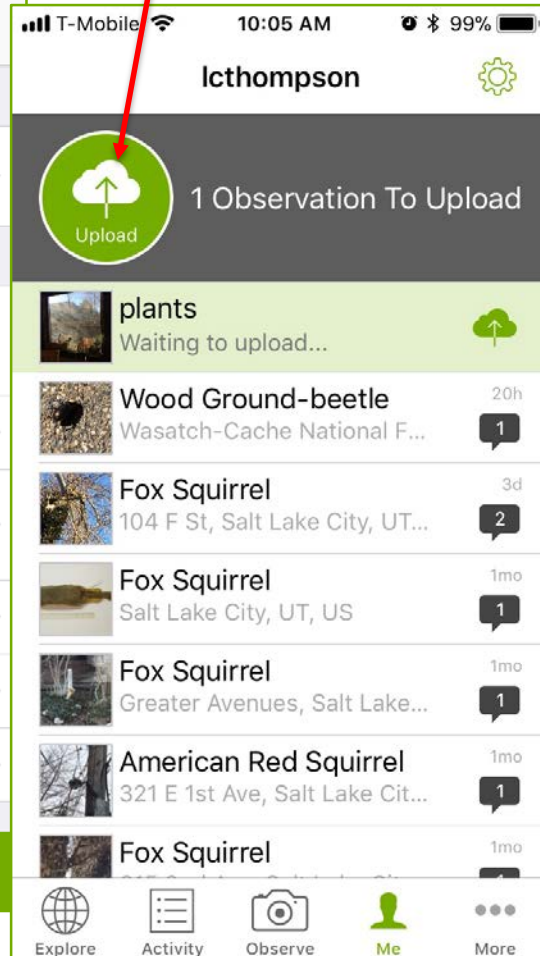 T-Mobile 10:05 AM 99%
lcthompson
Upload
1 Observation To Upload
plants
Waiting to upload...
Wood Ground-beetle
20h
Wasatch-Cache National F...
1
Fox Squirrel
3d
104 F St, Salt Lake City, UT...
2
Fox Squirrel
1mo
Salt Lake City, UT, US
1
Fox Squirrel
1mo
Greater Avenues, Salt Lake...
1
American Red Squirrel
1mo
321 E 1st Ave, Salt Lake Cit...
1
Fox Squirrel
1mo
Explore Activity Observe Me More